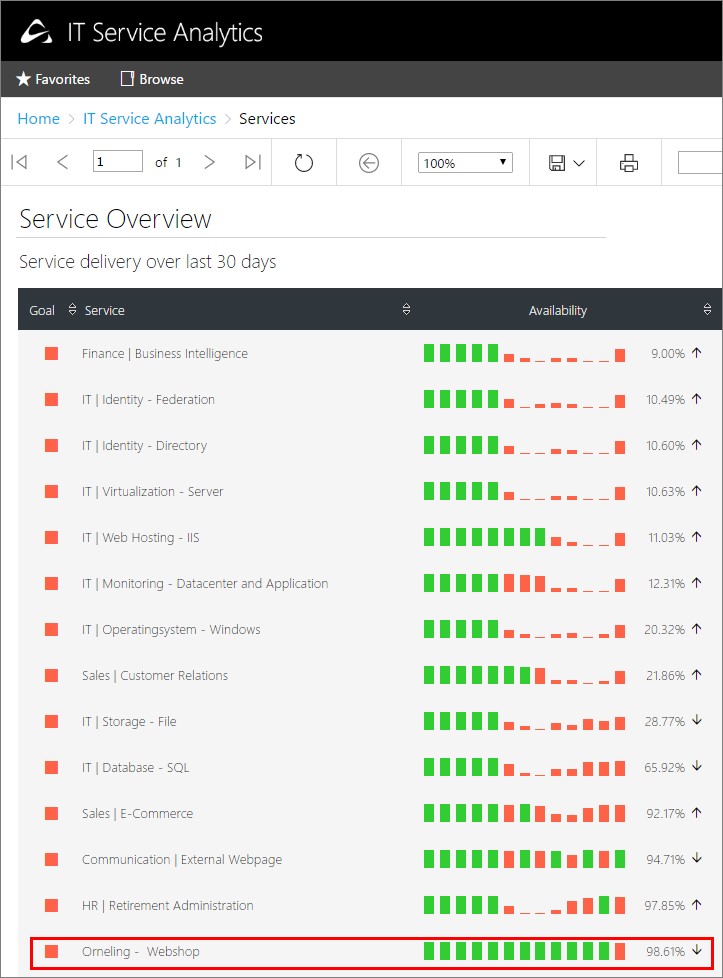 IT Service Analytics
Favorites Browse
Home > IT Service Analytics > Services
1 of 1 100%
Service Overview
Service delivery over last 30 days
Goal Service Availability
Finance | Business Intelligence 9.00%
IT | Identity - Federation 10.49%
IT | Identity - Directory 10.60%
IT | Virtualization - Server 10.63%
IT | Web Hosting - IIS 11.03%
IT | Monitoring - Datacenter and Application 12.31%
IT | Operatingsystem - Windows 20.32%
Sales | Customer Relations 21.86%
IT | Storage - File 28.77%
IT | Database - SQL 65.92%
Sales | E-Commerce 92.17%
Communication | External Webpage 94.71%
HR | Retirement Administration 97.85%
Orneling - Webshop 98.61%